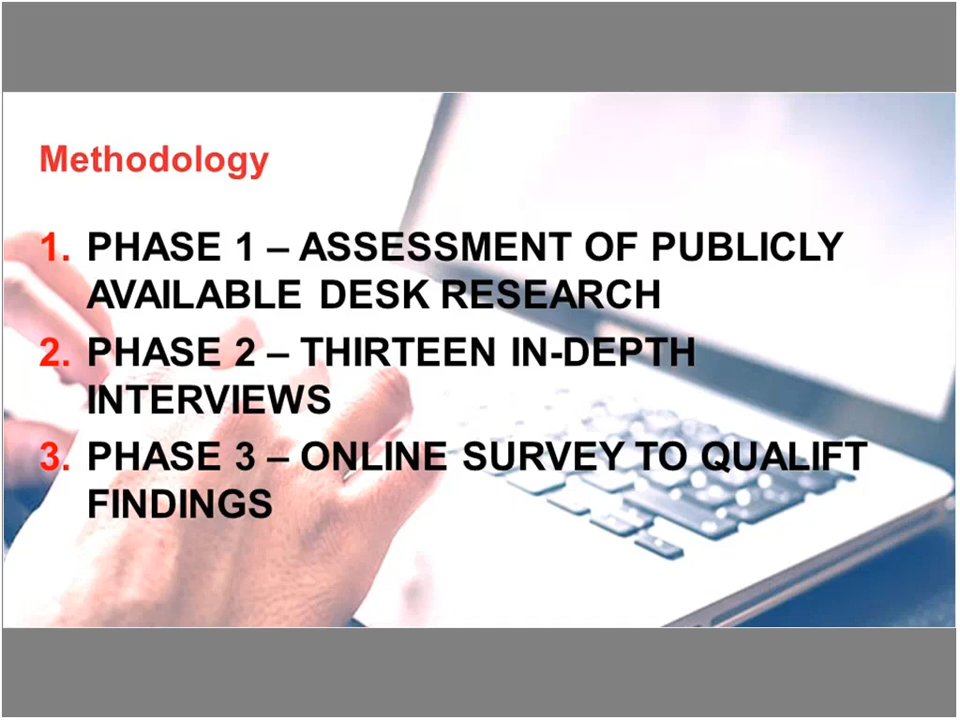 Methodology
1. PHASE 1 – ASSESSMENT OF PUBLICLY
AVAILABLE DESK RESEARCH
2. PHASE 2 – THIRTEEN IN-DEPTH
INTERVIEWS
3. PHASE 3 – ONLINE SURVEY TO QUALIFT
FINDINGS